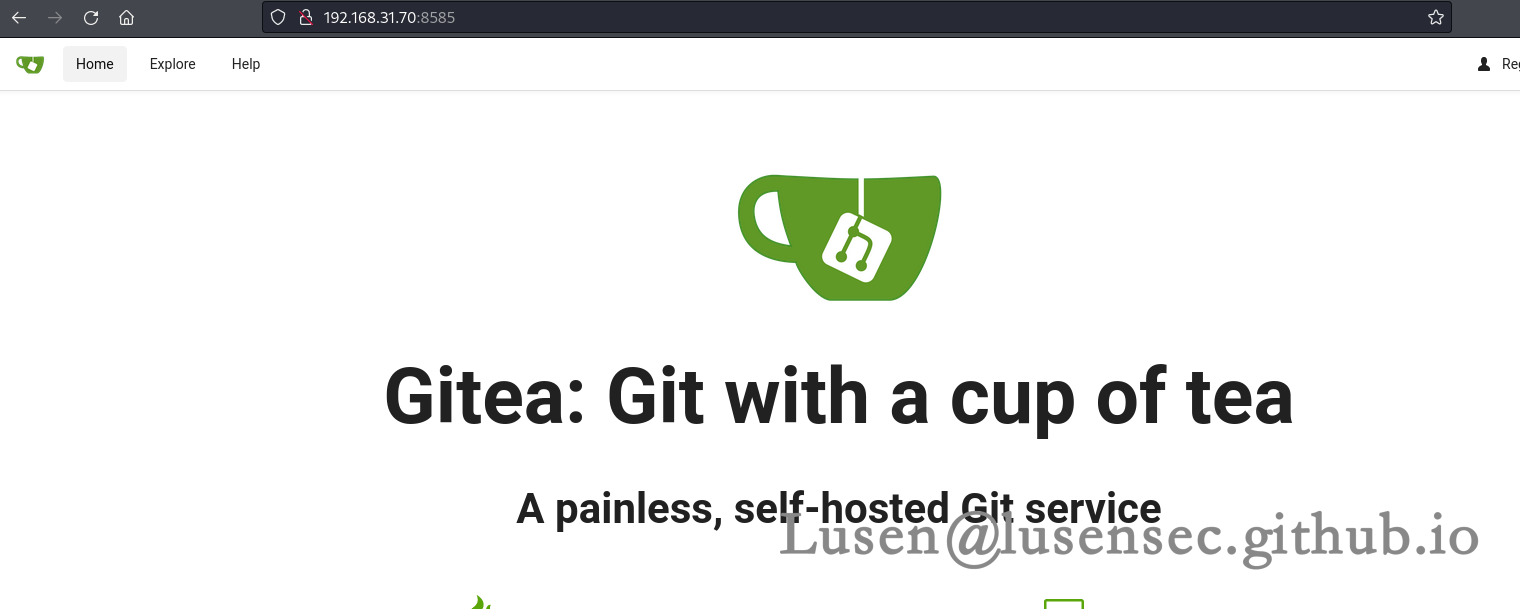 192.168.31.70:8585
Home Explore Help Reg
Gitea: Git with a cup of tea
A painless, self-hosted Git service
Lusen@lusensec.github.io